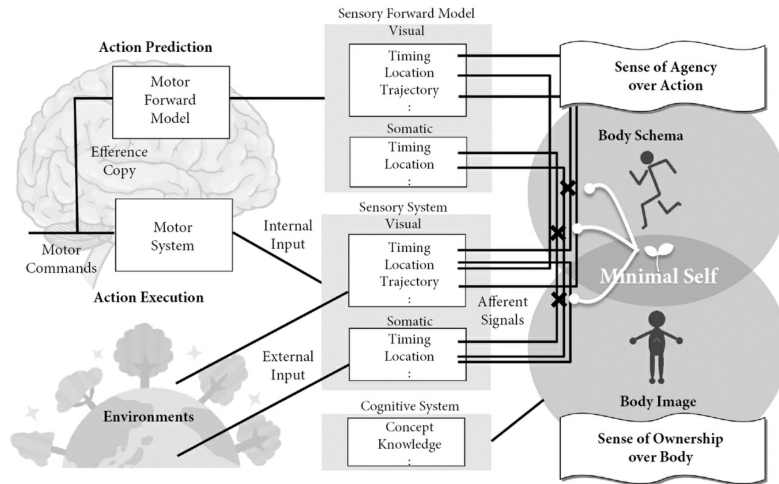 Sensory Forward Model
Visual
Action Prediction
Motor
Forward
Model
Timing
Location
Trajectory
:
Efference
Copy
Somatic
Timing
Location
:
Motor
Commands
Motor
System
Action Execution
Internal
Input
Sensory System
Visual
Timing
Location
Trajectory
:
Afferent
Signals
Somatic
Timing
Location
:
External
Input
Environments
Cognitive System
Concept
Knowledge
:
Sense of Agency
over Action
Body Schema
Minimal Self
Body Image
Sense of Ownership
over Body